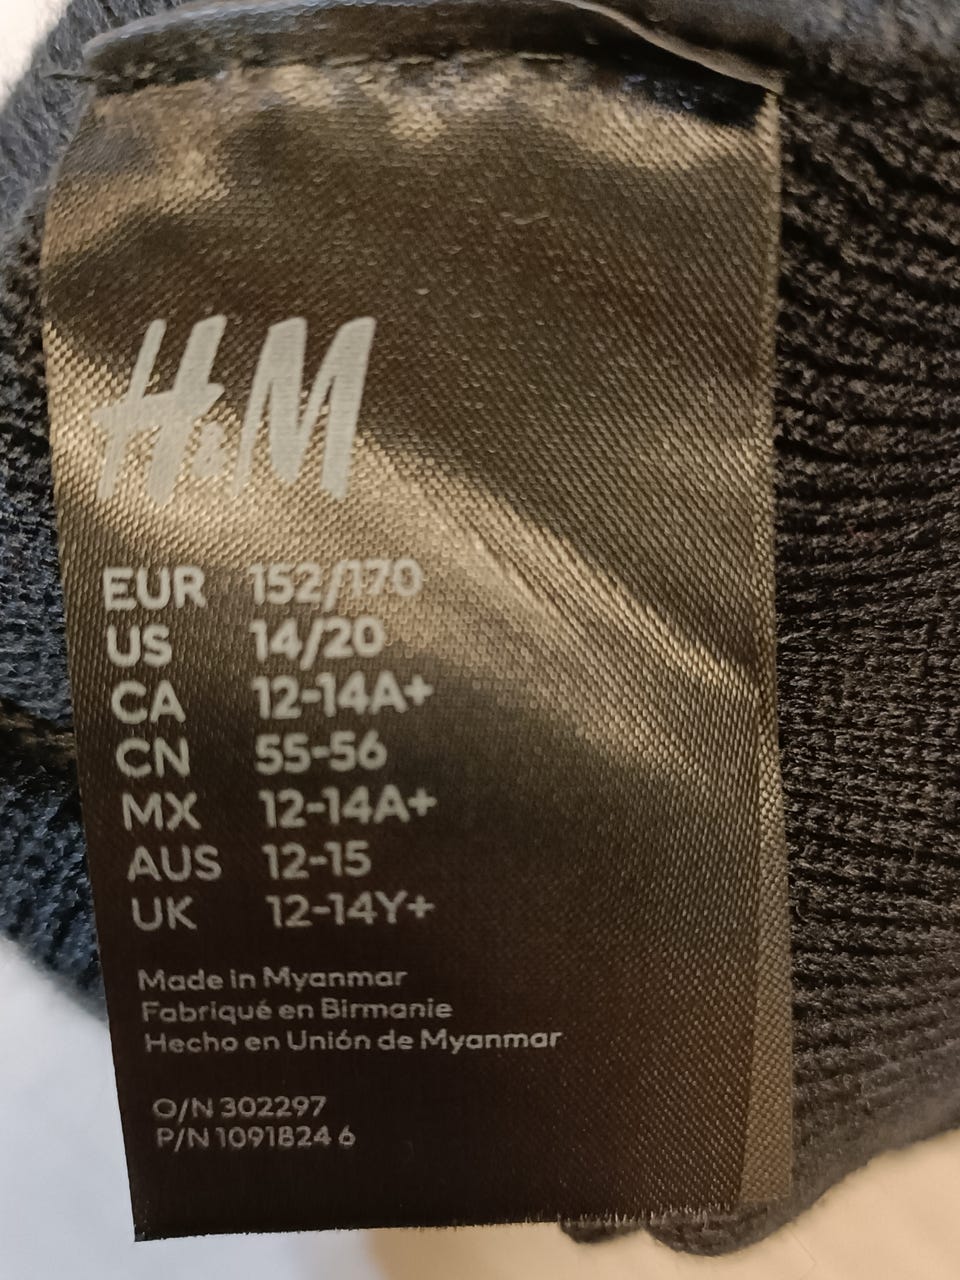 H&M
EUR 152/170
US 14/20
CA 12-14A+
CN 55-56
MX 12-14A+
AUS 12-15
UK 12-14Y+
Made in Myanmar
Fabriqué en Birmanie
Hecho en Unión de Myanmar
O/N 302297
P/N 1091824 6